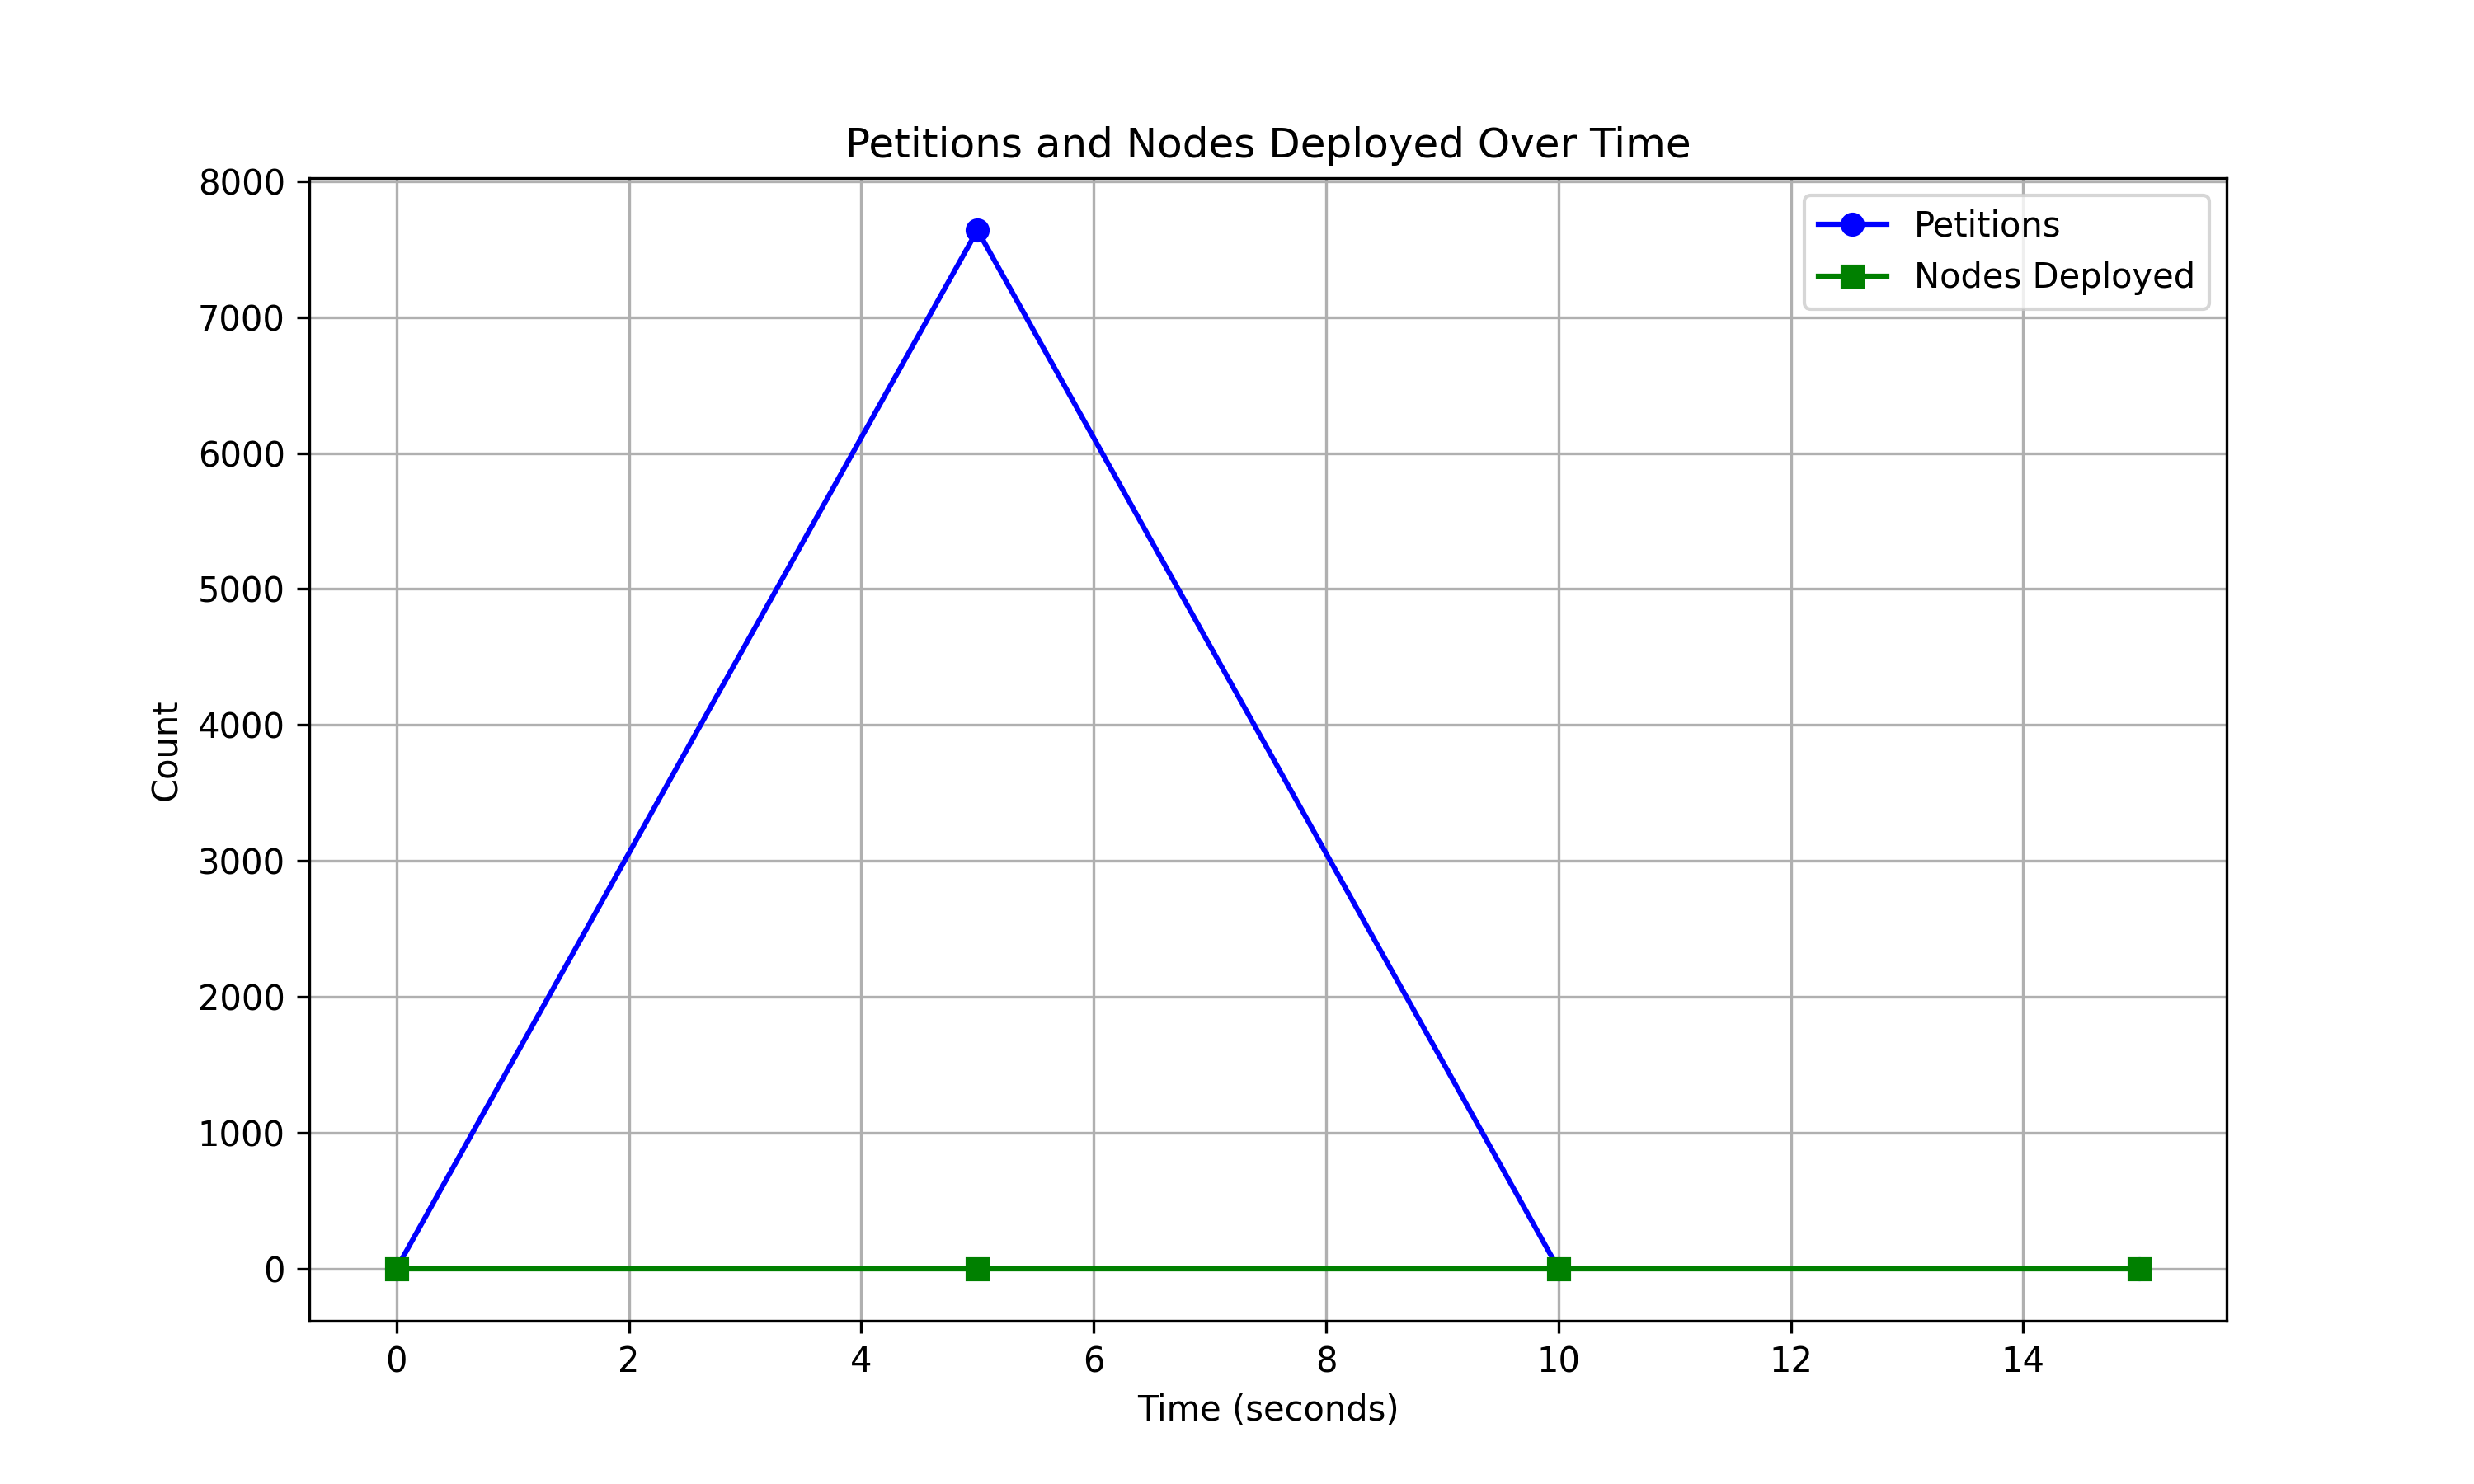 Petitions and Nodes Deployed Over Time
8000
7000
6000
5000
4000
3000
2000
1000
0
Count
Petitions
Nodes Deployed
0 2 4 6 8 10 12 14
Time (seconds)